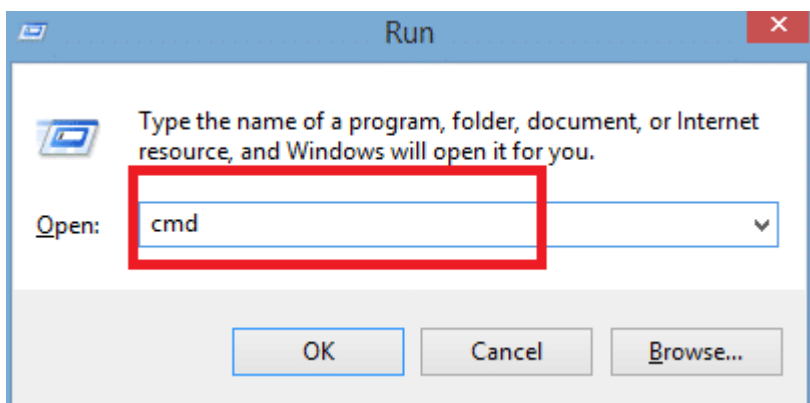 Run
Type the name of a program, folder, document, or Internet
resource, and Windows will open it for you.
Open: cmd
OK Cancel Browse...